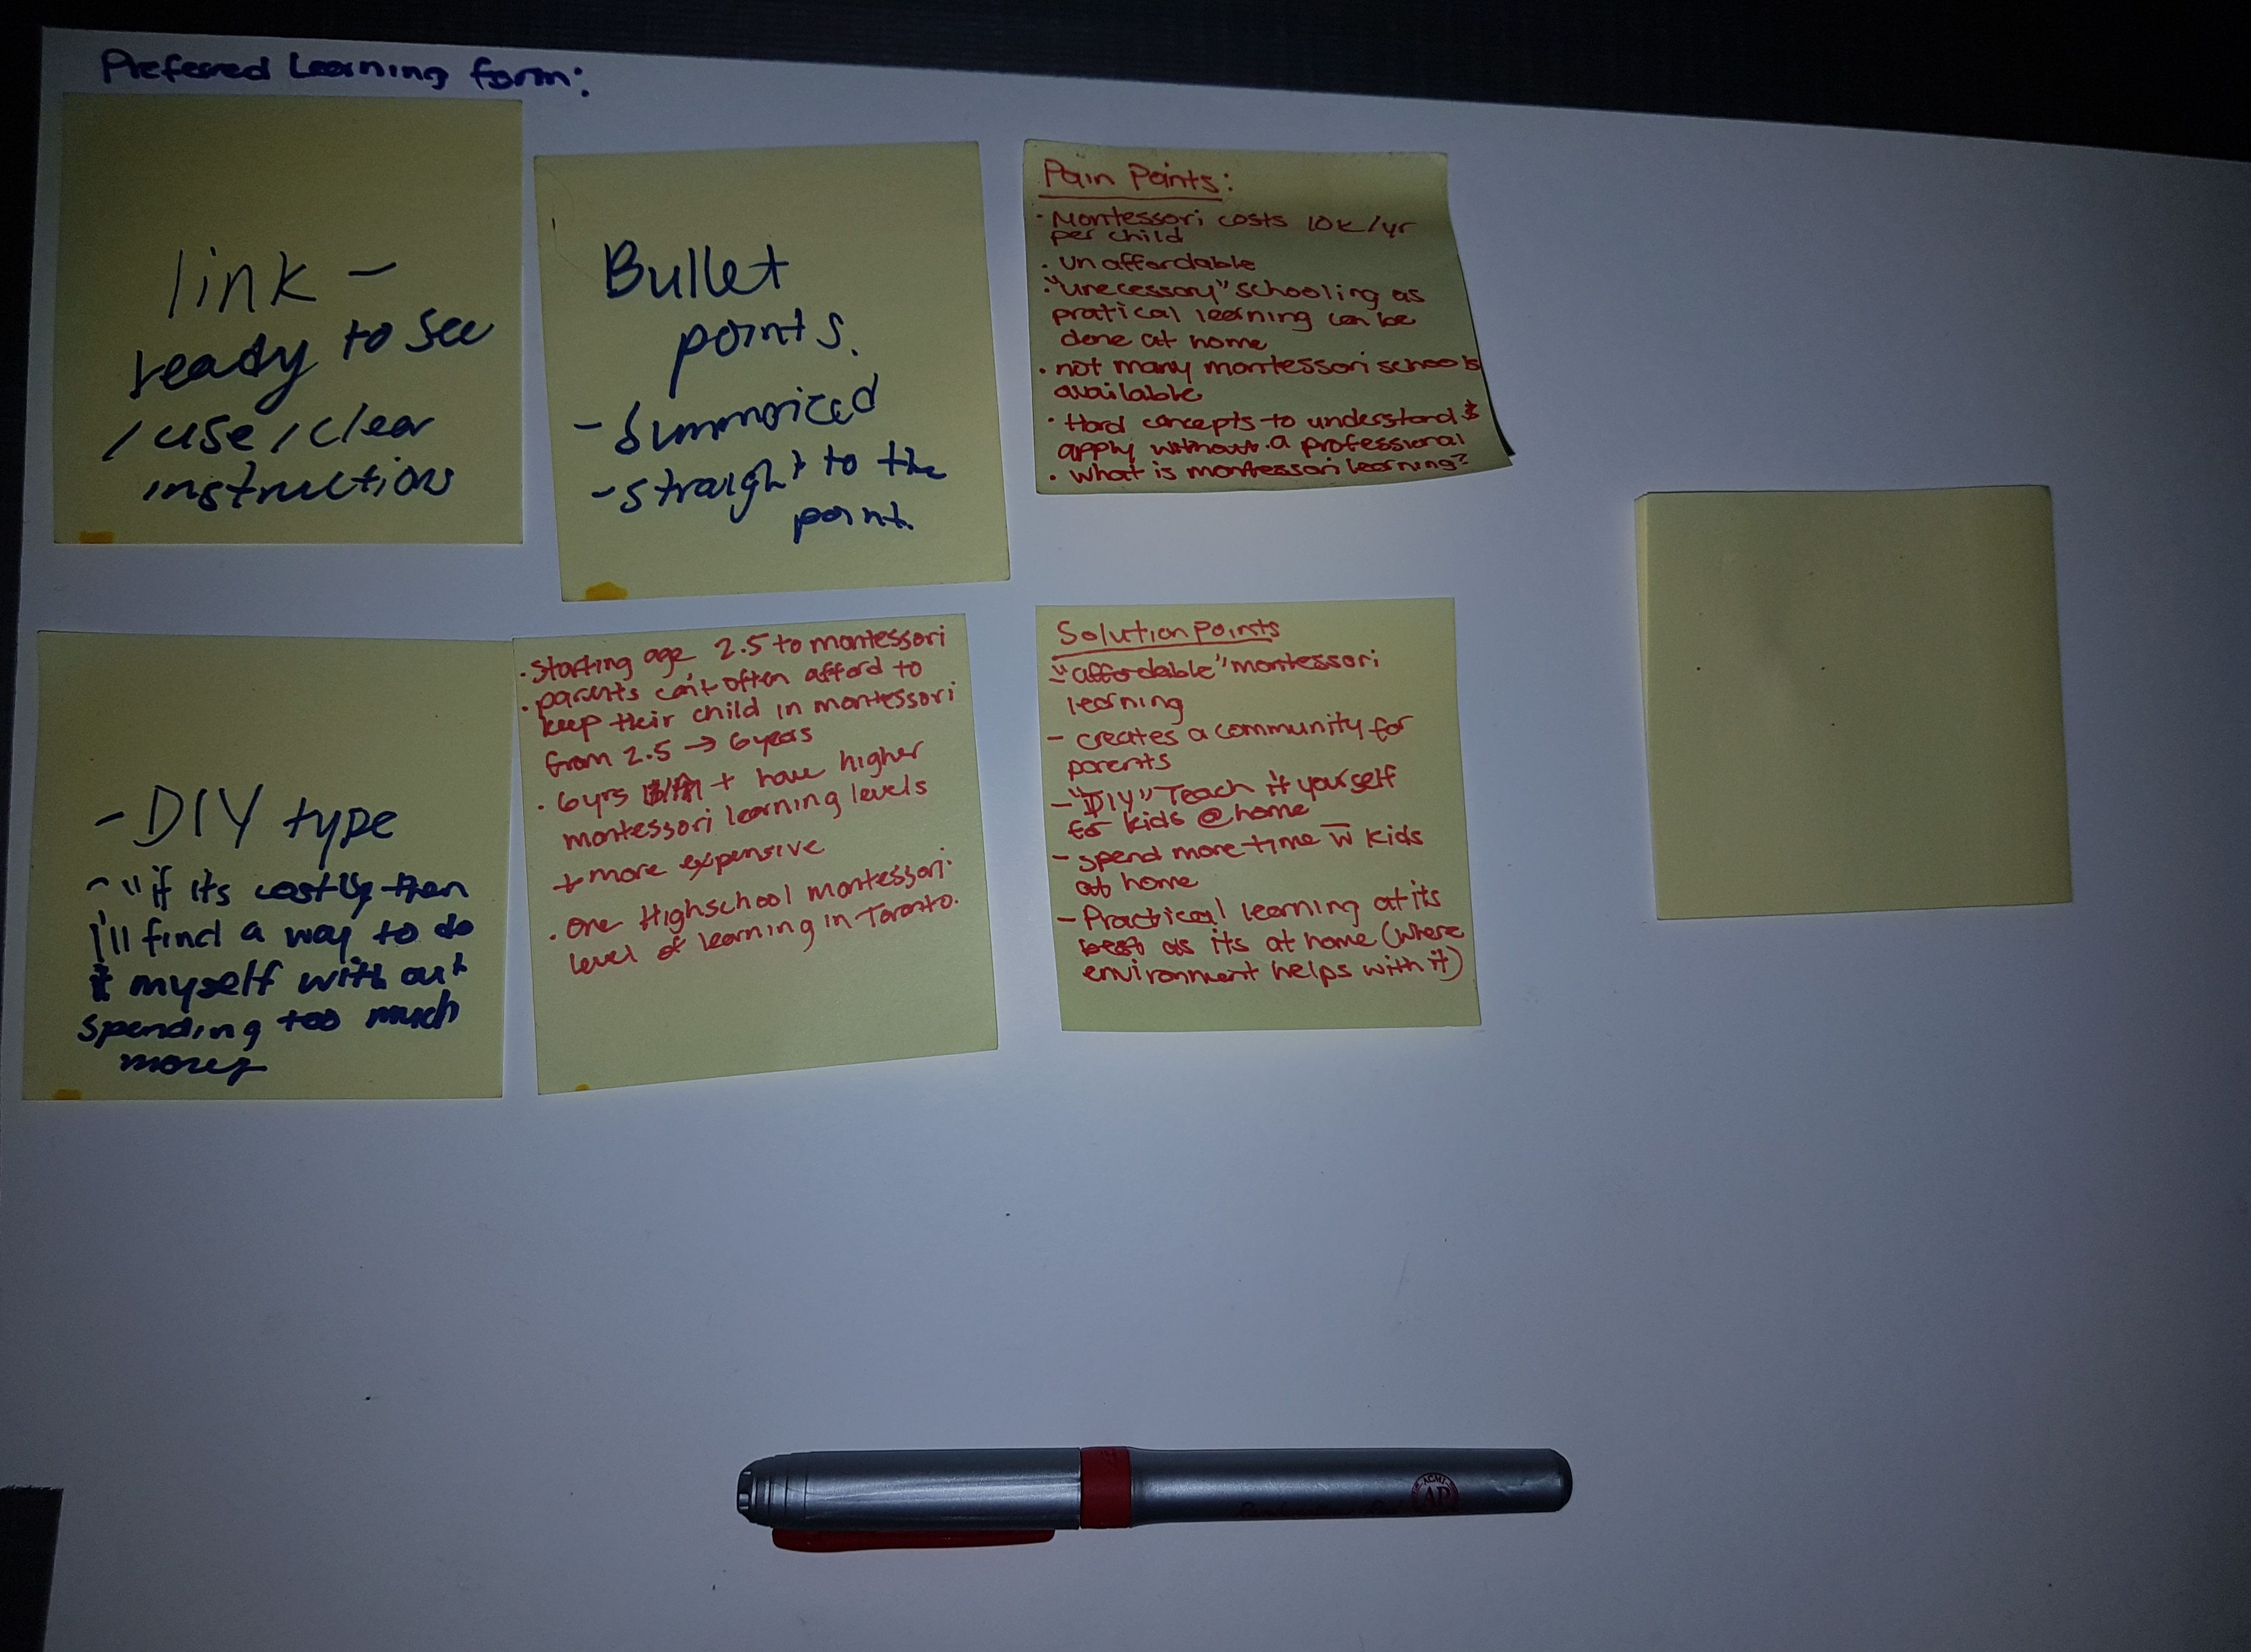 Preferred Learning form:
link -
ready to see
/ use / clear
instructions
Bullet
points.
- Summarized
- straight to the
point.
Pain Points:
· Montessori costs 10k/yr
per child
· Unaffordable
· "unecessary" schooling as
pratical learning can be
done at home
· not many montessori schools
available
· Hard concepts to understand &
apply without a professional
· What is montessori learning?
- DIY type
- "if its costly then
I'll find a way to do
it myself with out
spending too much
money
· Starting age 2.5 to montessori
· parents can't often afford to
keep their child in montessori
from 2.5 → 6 years
· 6 yrs + have higher
montessori learning levels
+ more expensive
· One Highschool montessori
level of learning in Toronto.
Solution Points
- "affordable" montessori
learning
- creates a community for
parents
- "DIY" Teach it yourself
for kids @ home
- spend more time w kids
at home
- Practical learning at its
best as its at home (where
environment helps with it)
ACMI
AP